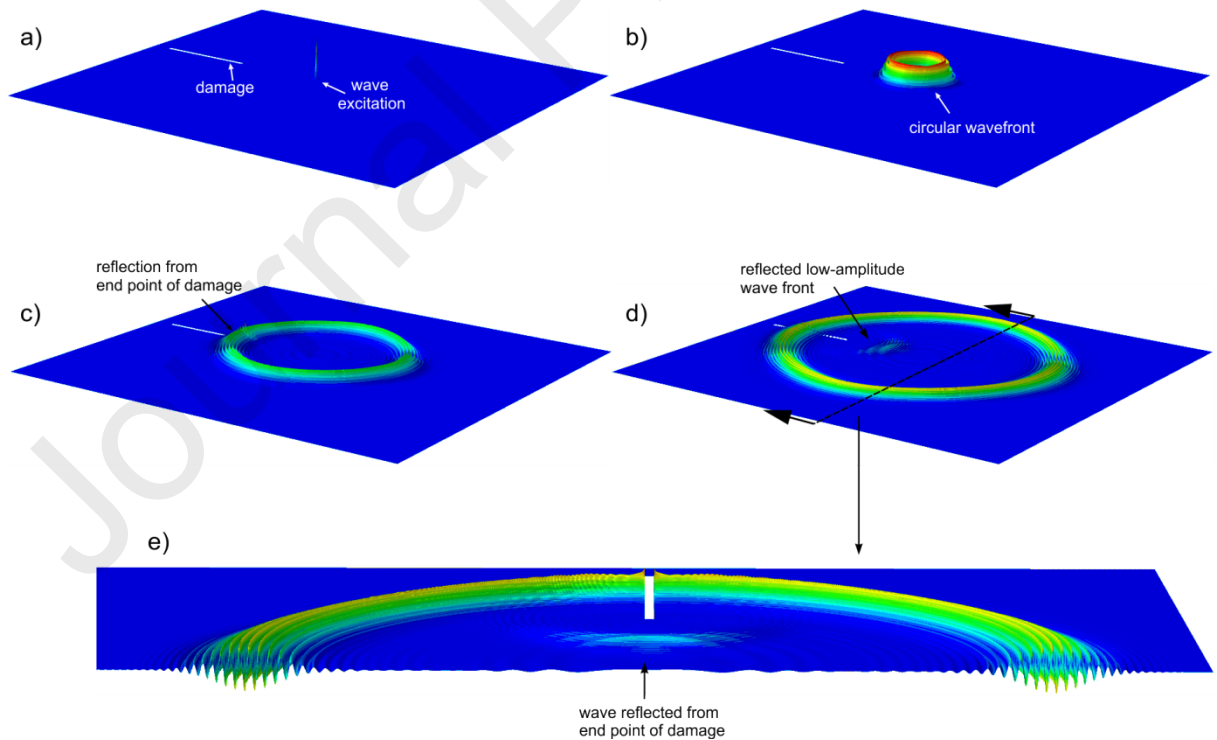 a)
damage
wave
excitation
b)
circular wavefront
reflection from
end point of damage
c)
reflected low-amplitude
wave front
d)
e)
wave reflected from
end point of damage
Journal P